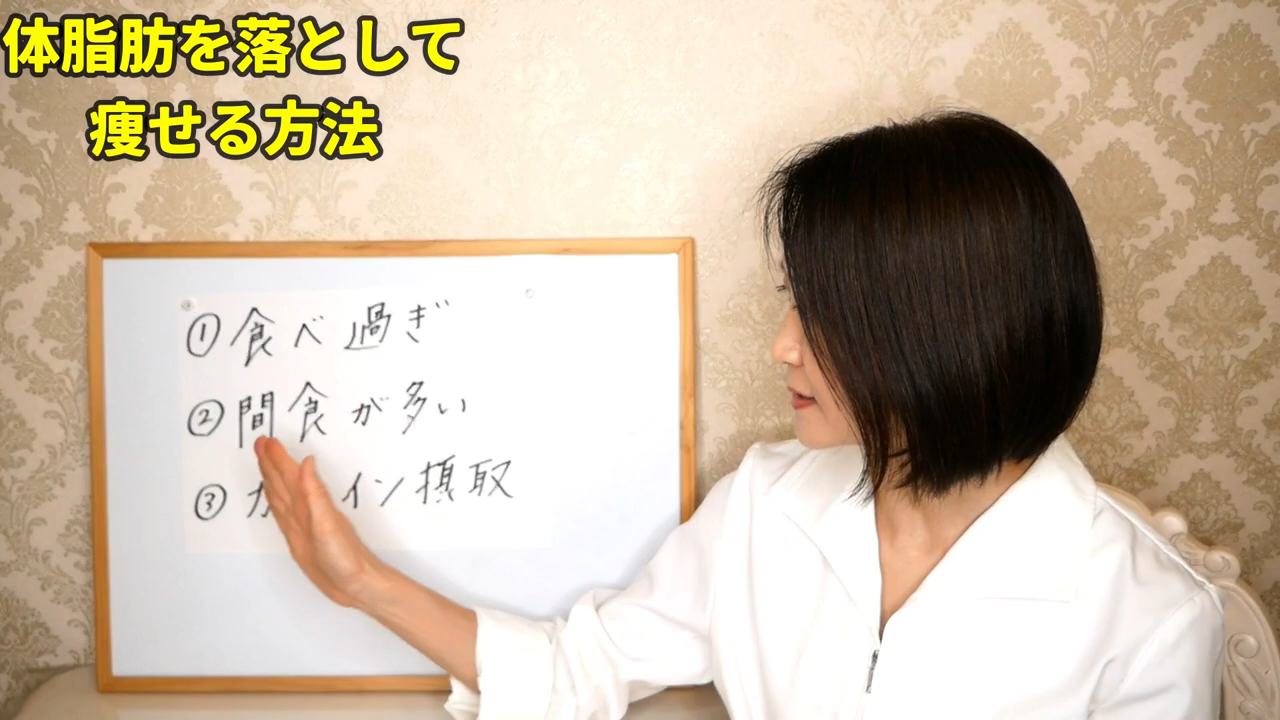 体脂肪を落として
痩せる方法
①食べ過ぎ
②間食が多い
③カ イン摂取